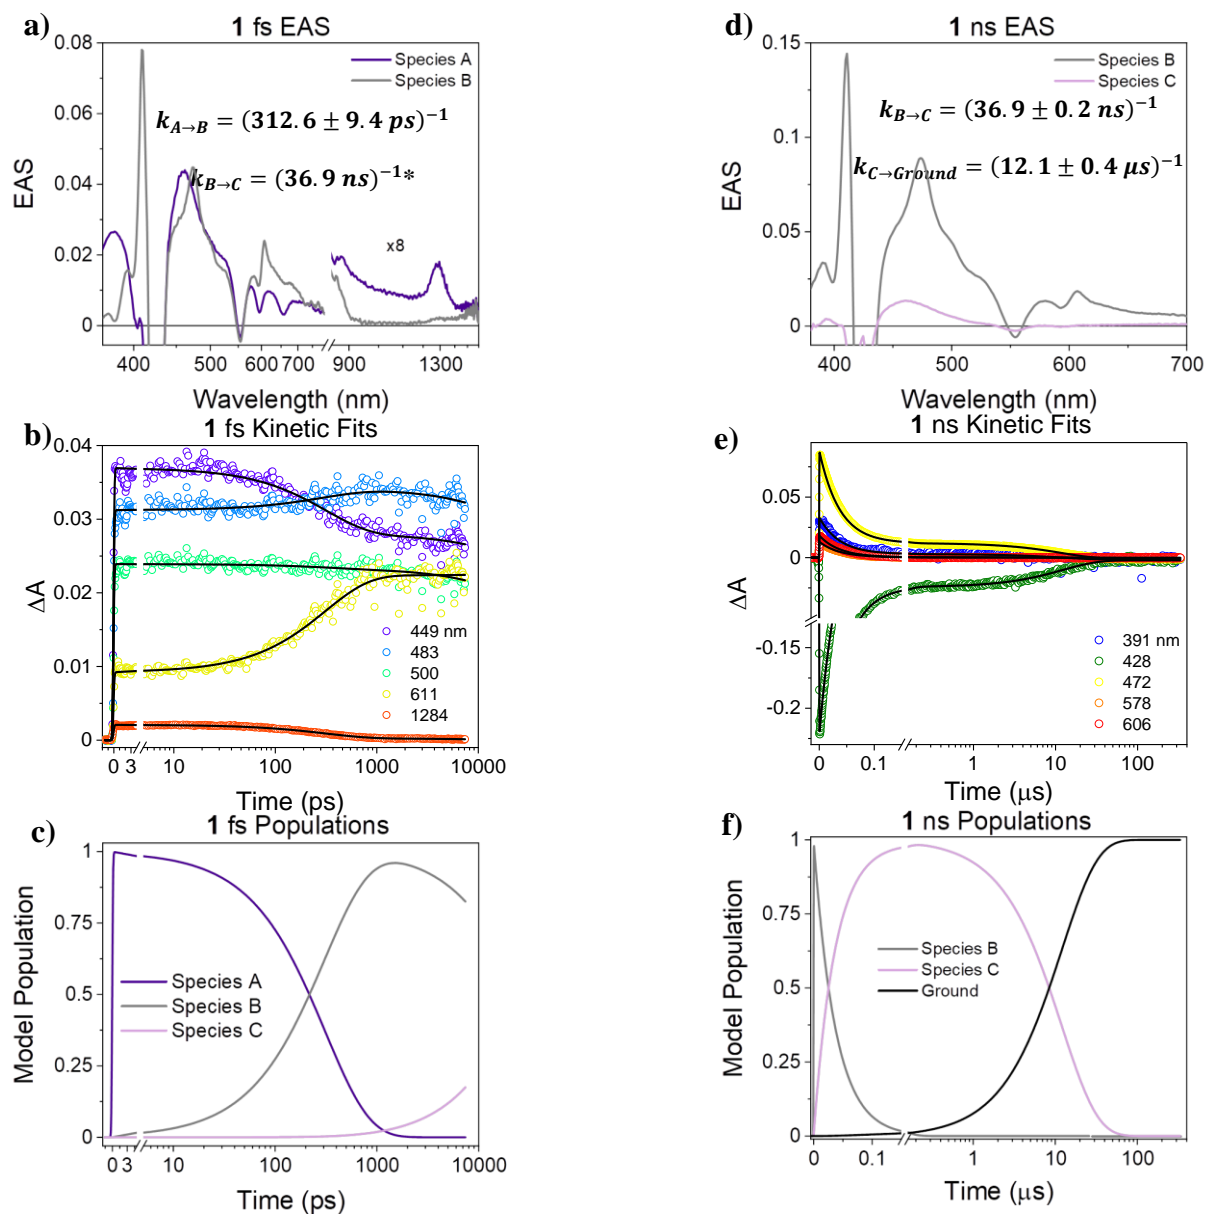 a)
1 fs EAS
0.08
0.06
0.04
0.02
0
EAS
Species A
Species B
k_{A→B} = (312.6 ± 9.4 ps)^{−1}
k_{B→C} = (36.9 ns)^{−1}*
x8
400 500 600 700 900 1300
Wavelength (nm)
d)
1 ns EAS
0.15
0.1
0.05
0
EAS
Species B
Species C
k_{B→C} = (36.9 ± 0.2 ns)^{−1}
k_{C→Ground} = (12.1 ± 0.4 μs)^{−1}
400 500 600 700
Wavelength (nm)
b)
1 fs Kinetic Fits
0.04
0.03
0.02
0.01
0
ΔA
449 nm
483
500
611
1284
0 3 10 100 1000 10000
Time (ps)
e)
1 ns Kinetic Fits
0.05
0
-0.1
-0.2
ΔA
391 nm
428
472
578
606
0 0.1 1 10 100
Time (μs)
c)
1 fs Populations
1
0.75
0.5
0.25
0
Model Population
Species A
Species B
Species C
0 3 10 100 1000 10000
Time (ps)
f)
1 ns Populations
1
0.75
0.5
0.25
0
Model Population
Species B
Species C
Ground
0 0.1 1 10 100
Time (μs)